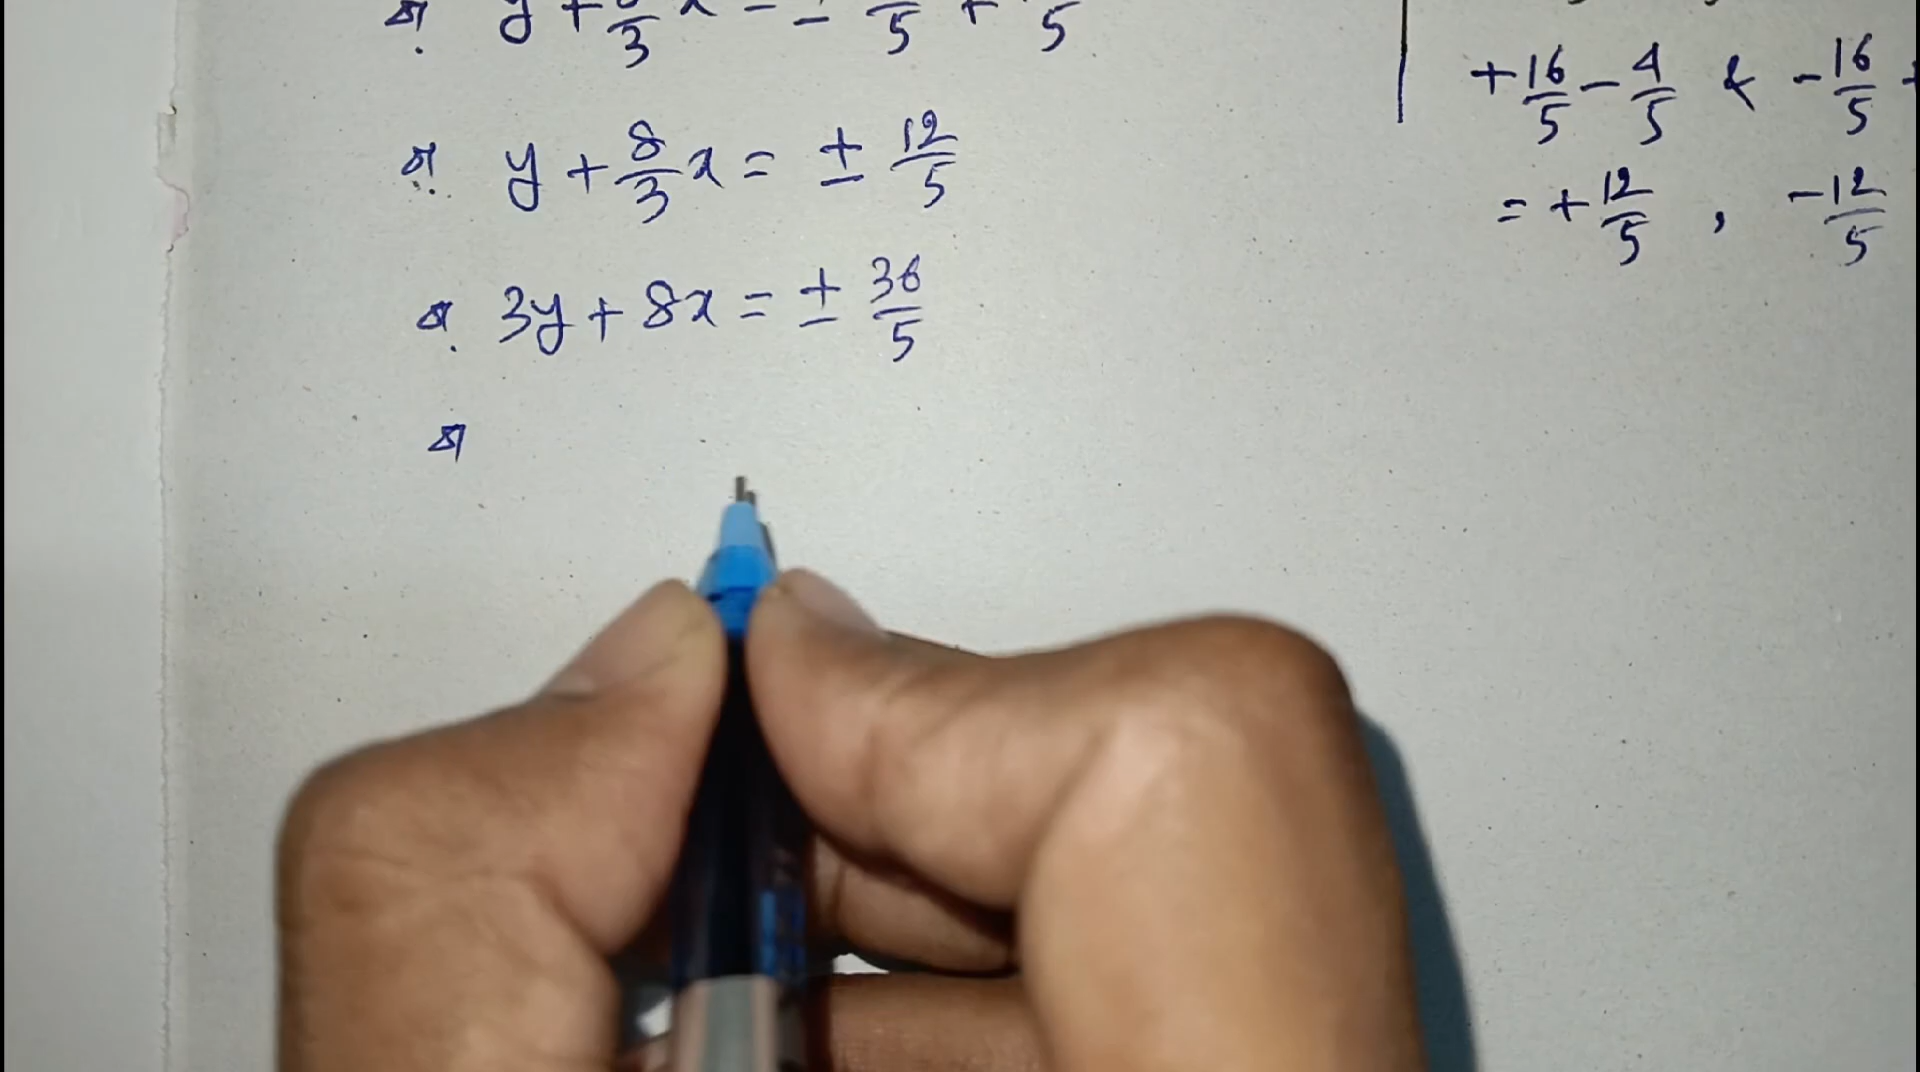 বা, y + 8/3 x = ± 12/5
বা, 3y + 8x = ± 36/5
বা
+16/5 - 4/5 & -16/5 +
= +12/5 , -12/5